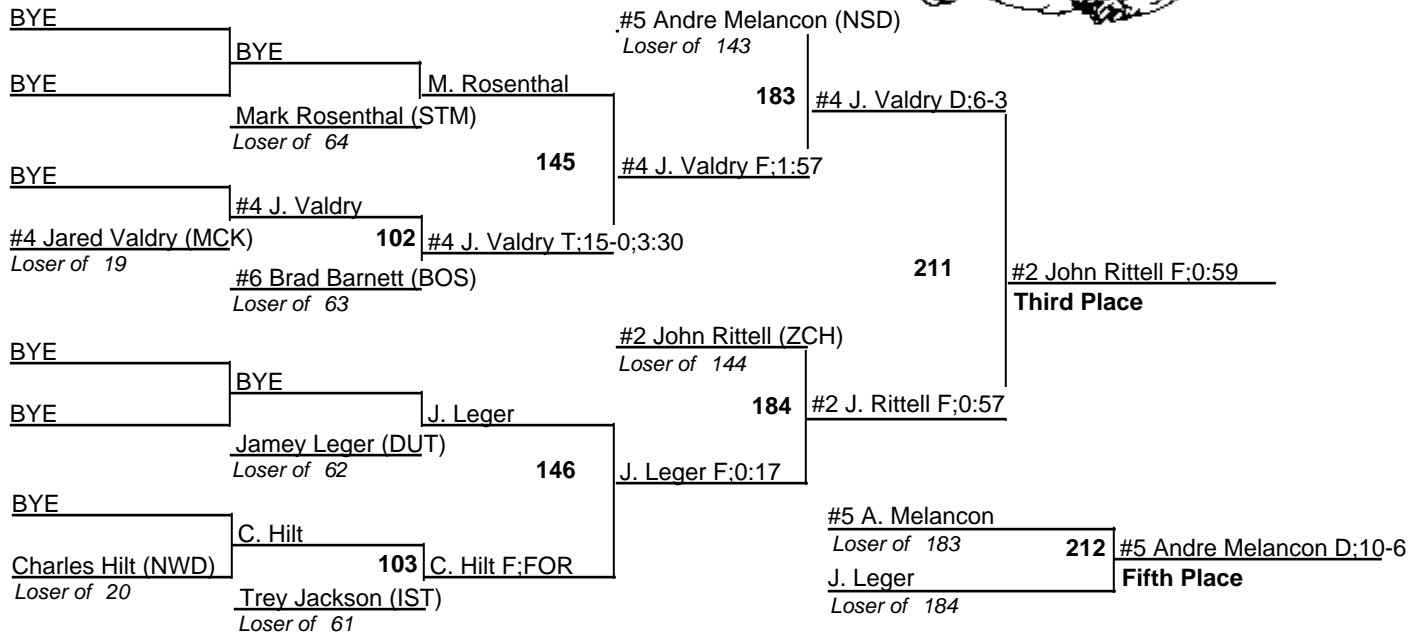 BYE
#5 Andre Melancon (NSD)
Loser of 143
BYE
BYE
M. Rosenthal
183
#4 J. Valdry D;6-3
Mark Rosenthal (STM)
Loser of 64
145
#4 J. Valdry F;1:57
BYE
#4 J. Valdry
#4 Jared Valdry (MCK)
Loser of 19
102
#4 J. Valdry T;15-0;3:30
#6 Brad Barnett (BOS)
Loser of 63
211
#2 John Rittell F;0:59
Third Place
#2 John Rittell (ZCH)
Loser of 144
BYE
BYE
BYE
J. Leger
184
#2 J. Rittell F;0:57
Jamey Leger (DUT)
Loser of 62
146
J. Leger F;0:17
BYE
C. Hilt
Charles Hilt (NWD)
Loser of 20
103
C. Hilt F;FOR
Trey Jackson (IST)
Loser of 61
#5 A. Melancon
Loser of 183
212
#5 Andre Melancon D;10-6
Fifth Place
J. Leger
Loser of 184